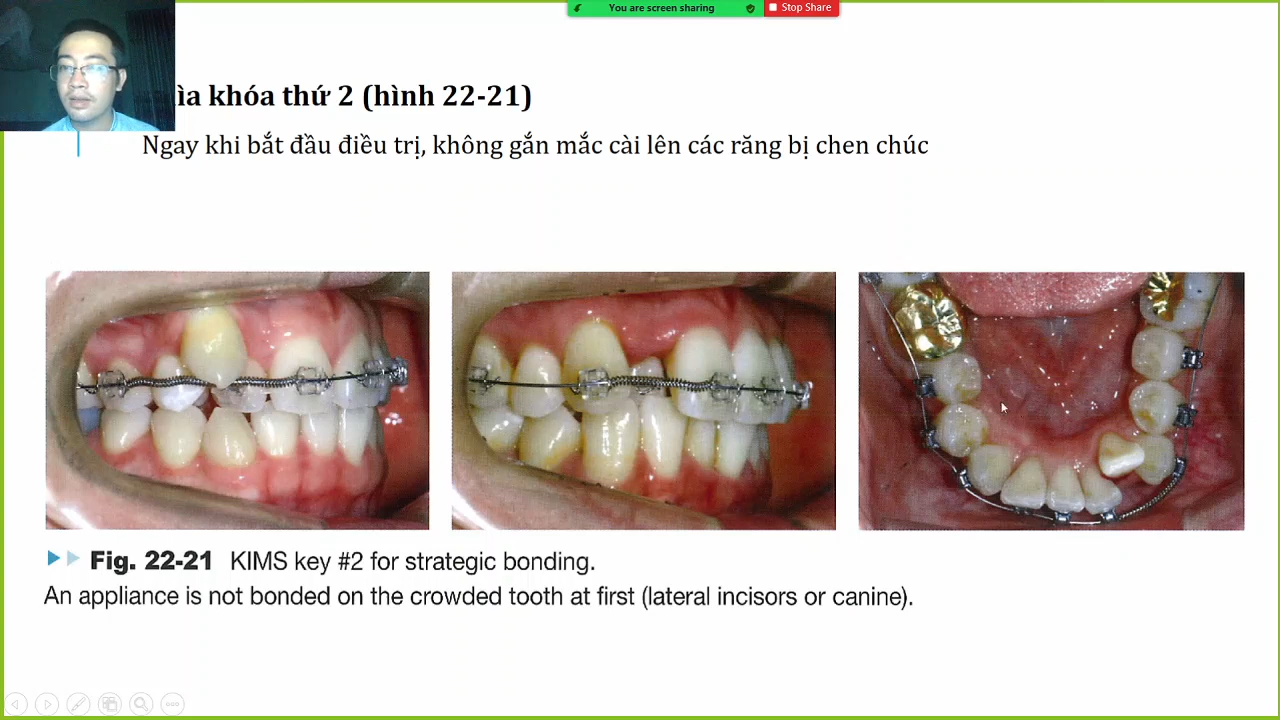 You are screen sharing
Stop Share
ìa khóa thứ 2 (hình 22-21)
Ngay khi bắt đầu điều trị, không gắn mắc cài lên các răng bị chen chúc
Fig. 22-21 KIMS key #2 for strategic bonding.
An appliance is not bonded on the crowded tooth at first (lateral incisors or canine).